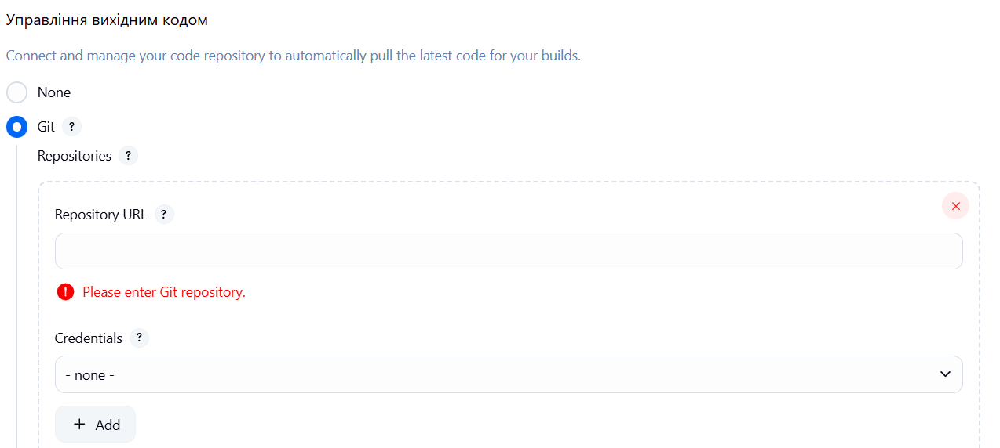 Управління вихідним кодом
Connect and manage your code repository to automatically pull the latest code for your builds.
None
Git ?
Repositories ?
Repository URL ?
Please enter Git repository.
Credentials ?
- none -
+ Add